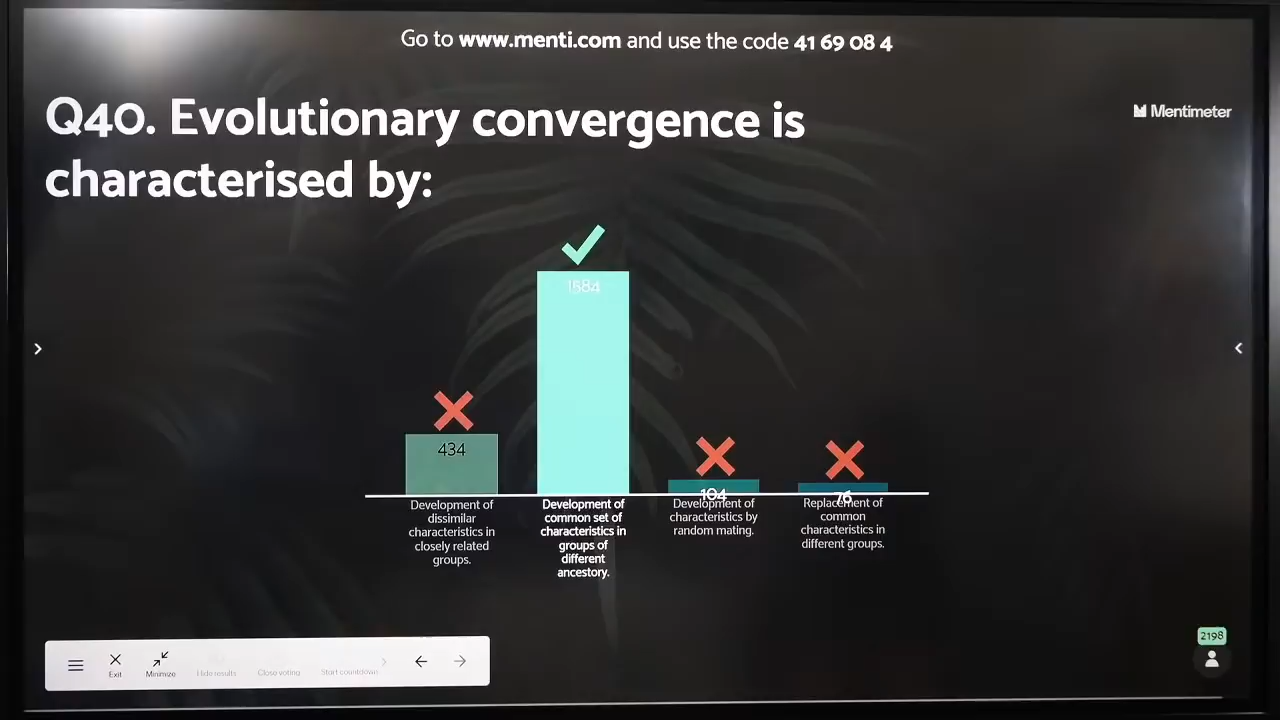 Go to www.menti.com and use the code 41 69 08 4
Q40. Evolutionary convergence is
characterised by:
Mentimeter
1584
434
104
76
Development of
dissimilar
characteristics in
closely related
groups.
Development of
common set of
characteristics in
groups of
different
ancestory.
Development of
characteristics by
random mating.
Replacement of
common
characteristics in
different groups.
2198
Exit
Minimize
Hide results
Close voting
Start countdown